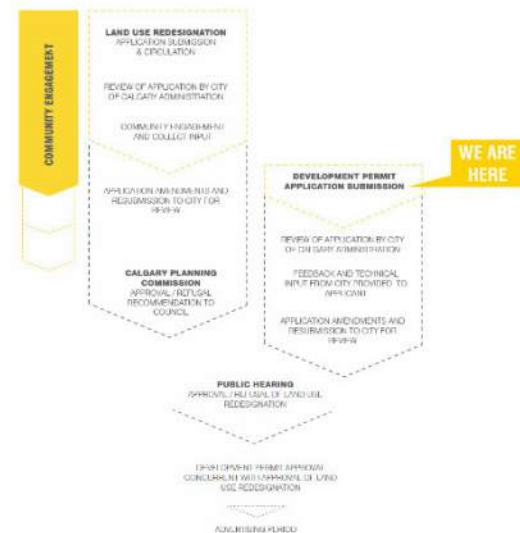 COMMUNITY ENGAGEMENT
LAND USE REDESIGNATION
APPLICATION SUBMISSION
& CIRCULATION
REVIEW OF APPLICATION BY CITY
OF CALGARY ADMINISTRATION
COMMUNITY ENGAGEMENT
AND COLLECT INPUT
APPLICATION AMENDMENTS AND
RESUBMISSION TO CITY FOR
REVIEW
CALGARY PLANNING
COMMISSION
APPROVAL / REFUSAL
RECOMMENDATION TO
COUNCIL
DEVELOPMENT PERMIT
APPLICATION SUBMISSION
WE ARE
HERE
REVIEW OF APPLICATION BY CITY
OF CALGARY ADMINISTRATION
FEEDBACK AND TECHNICAL
INPUT FROM CITY PROVIDED TO
APPLICANT
APPLICATION AMENDMENTS AND
RESUBMISSION TO CITY FOR
REVIEW
PUBLIC HEARING
APPROVAL / REFUSAL OF LAND USE
REDESIGNATION
DEVELOPMENT PERMIT APPROVAL
CONCURRENT WITH APPROVAL OF LAND
USE REDESIGNATION
ADVERTISING PERIOD